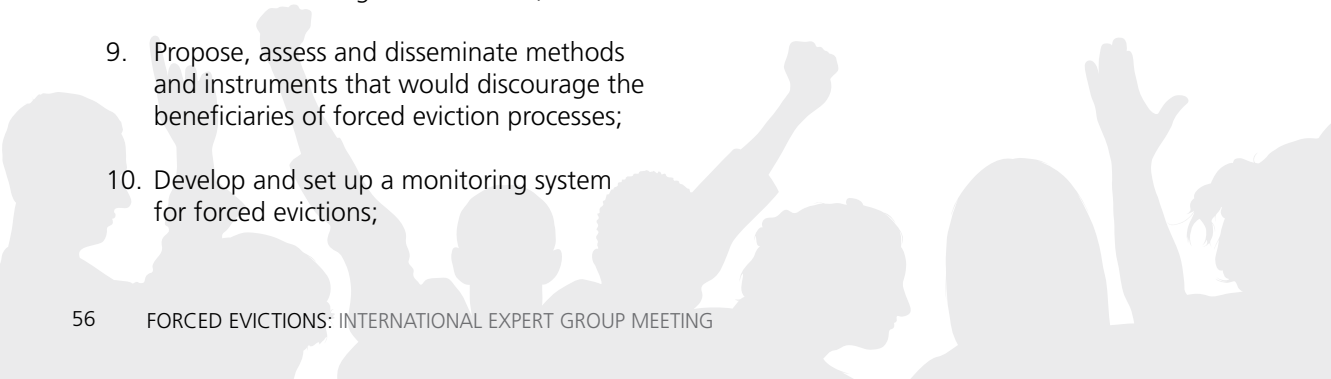 9. Propose, assess and disseminate methods
and instruments that would discourage the
beneficiaries of forced eviction processes;
10. Develop and set up a monitoring system
for forced evictions;
56 FORCED EVICTIONS: INTERNATIONAL EXPERT GROUP MEETING